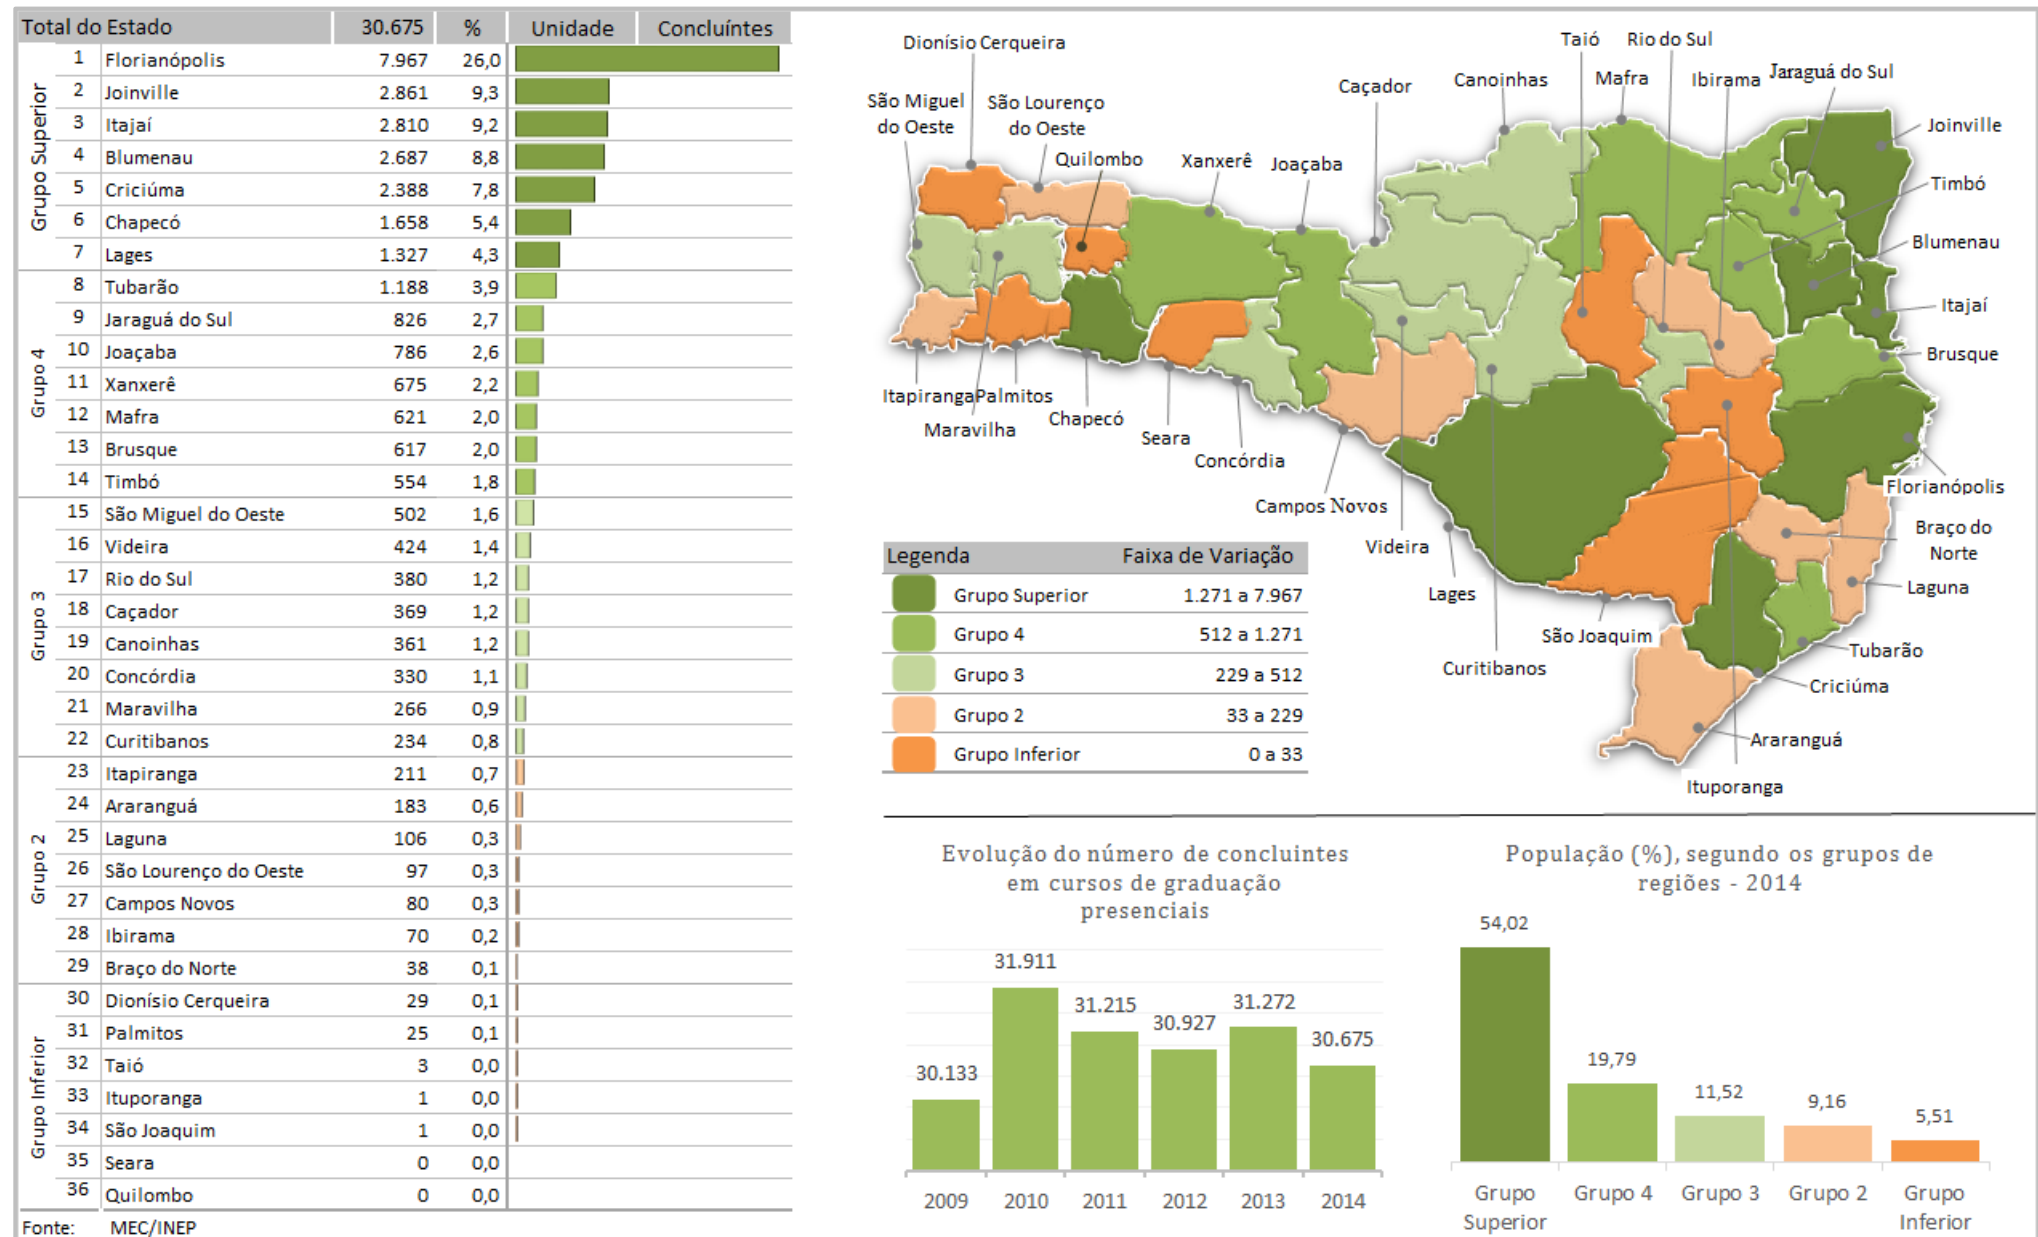 Total do Estado 30.675 % Unidade Concluíntes
Grupo Superior
1 Florianópolis 7.967 26,0
2 Joinville 2.861 9,3
3 Itajaí 2.810 9,2
4 Blumenau 2.687 8,8
5 Criciúma 2.388 7,8
6 Chapecó 1.658 5,4
7 Lages 1.327 4,3
Grupo 4
8 Tubarão 1.188 3,9
9 Jaraguá do Sul 826 2,7
10 Joaçaba 786 2,6
11 Xanxerê 675 2,2
12 Mafra 621 2,0
13 Brusque 617 2,0
14 Timbó 554 1,8
Grupo 3
15 São Miguel do Oeste 502 1,6
16 Videira 424 1,4
17 Rio do Sul 380 1,2
18 Caçador 369 1,2
19 Canoinhas 361 1,2
20 Concórdia 330 1,1
21 Maravilha 266 0,9
22 Curitibanos 234 0,8
Grupo 2
23 Itapiranga 211 0,7
24 Araranguá 183 0,6
25 Laguna 106 0,3
26 São Lourenço do Oeste 97 0,3
27 Campos Novos 80 0,3
28 Ibirama 70 0,2
29 Braço do Norte 38 0,1
Grupo Inferior
30 Dionísio Cerqueira 29 0,1
31 Palmitos 25 0,1
32 Taió 3 0,0
33 Ituporanga 1 0,0
34 São Joaquim 1 0,0
35 Seara 0 0,0
36 Quilombo 0 0,0
Fonte: MEC/INEP
Dionísio Cerqueira
Taió
Rio do Sul
Caçador
Canoinhas
Mafra
Ibirama
Jaraguá do Sul
São Miguel
do Oeste
São Lourenço
do Oeste
Quilombo
Xanxerê
Joaçaba
Joinville
Timbó
Blumenau
Itajaí
Brusque
Itapiranga
Palmitos
Maravilha
Chapecó
Seara
Concórdia
Campos Novos
Videira
Lages
Florianópolis
Braço do
Norte
Laguna
São Joaquim
Curitibanos
Tubarão
Criciúma
Araranguá
Ituporanga
Legenda Faixa de Variação
Grupo Superior 1.271 a 7.967
Grupo 4 512 a 1.271
Grupo 3 229 a 512
Grupo 2 33 a 229
Grupo Inferior 0 a 33
Evolução do número de concluintes
em cursos de graduação
presenciais
30.133
31.911
31.215
30.927
31.272
30.675
2009 2010 2011 2012 2013 2014
População (%), segundo os grupos de
regiões - 2014
54,02
19,79
11,52
9,16
5,51
Grupo
Superior
Grupo 4
Grupo 3
Grupo 2
Grupo
Inferior